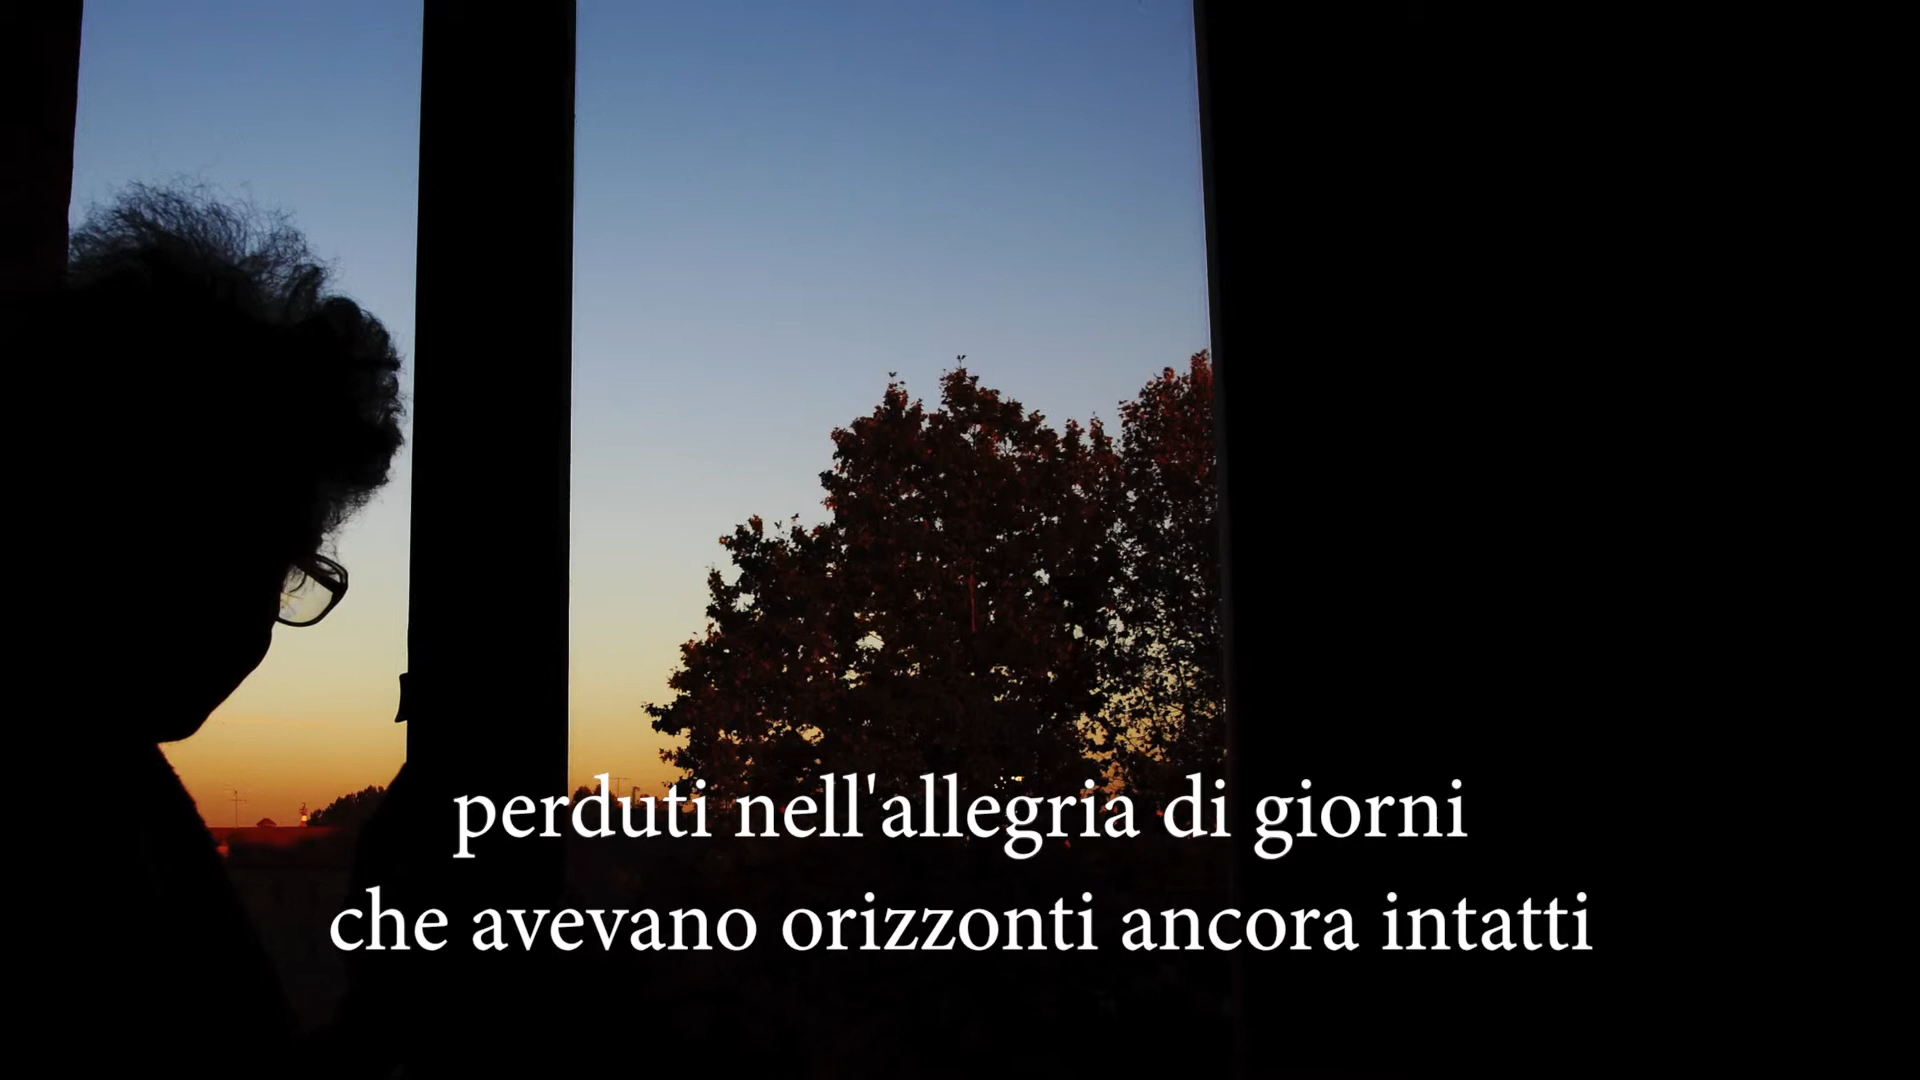 perduti nell'allegria di giorni
che avevano orizzonti ancora intatti